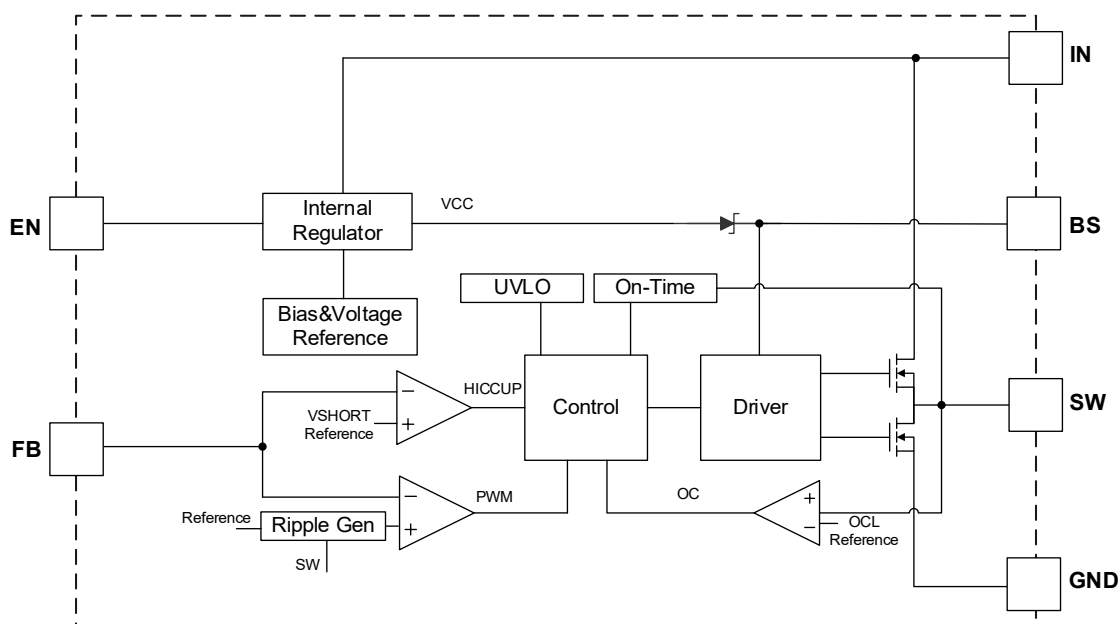 IN
EN
Internal
Regulator
VCC
BS
UVLO
On-Time
Bias&Voltage
Reference
HICCUP
VSHORT
Reference
Control
Driver
SW
FB
PWM
OC
Reference
Ripple Gen
SW
OCL
Reference
GND